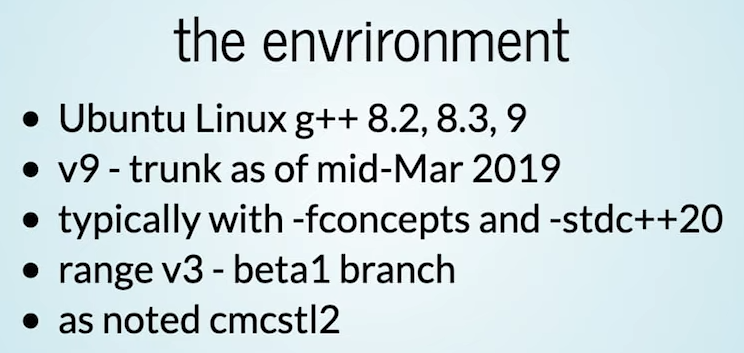 the envrironment
• Ubuntu Linux g++ 8.2, 8.3, 9
• v9 - trunk as of mid-Mar 2019
• typically with -fconcepts and -stdc++20
• range v3 - beta1 branch
• as noted cmcstl2